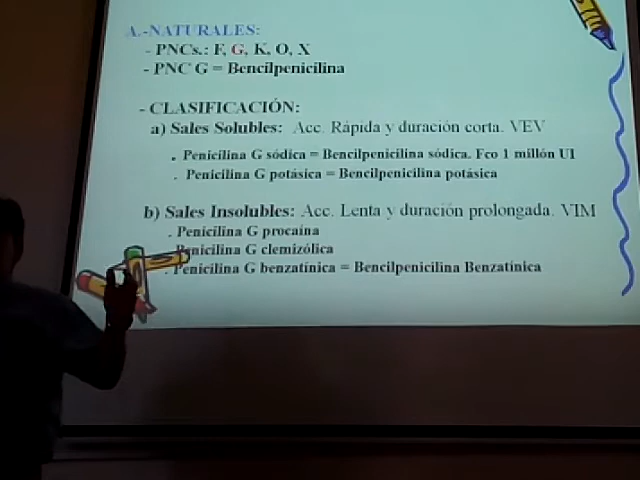 A.-NATURALES:
- PNCs.: F, G, K, O, X
- PNC G = Bencilpenicilina
- CLASIFICACIÓN:
a) Sales Solubles: Acc. Rápida y duración corta. VEV
. Penicilina G sódica = Bencilpenicilina sódica. Fco 1 millón UI
. Penicilina G potásica = Bencilpenicilina potásica
b) Sales Insolubles: Acc. Lenta y duración prolongada. VIM
. Penicilina G procaína
Penicilina G clemizólica
. Penicilina G benzatínica = Bencilpenicilina Benzatínica